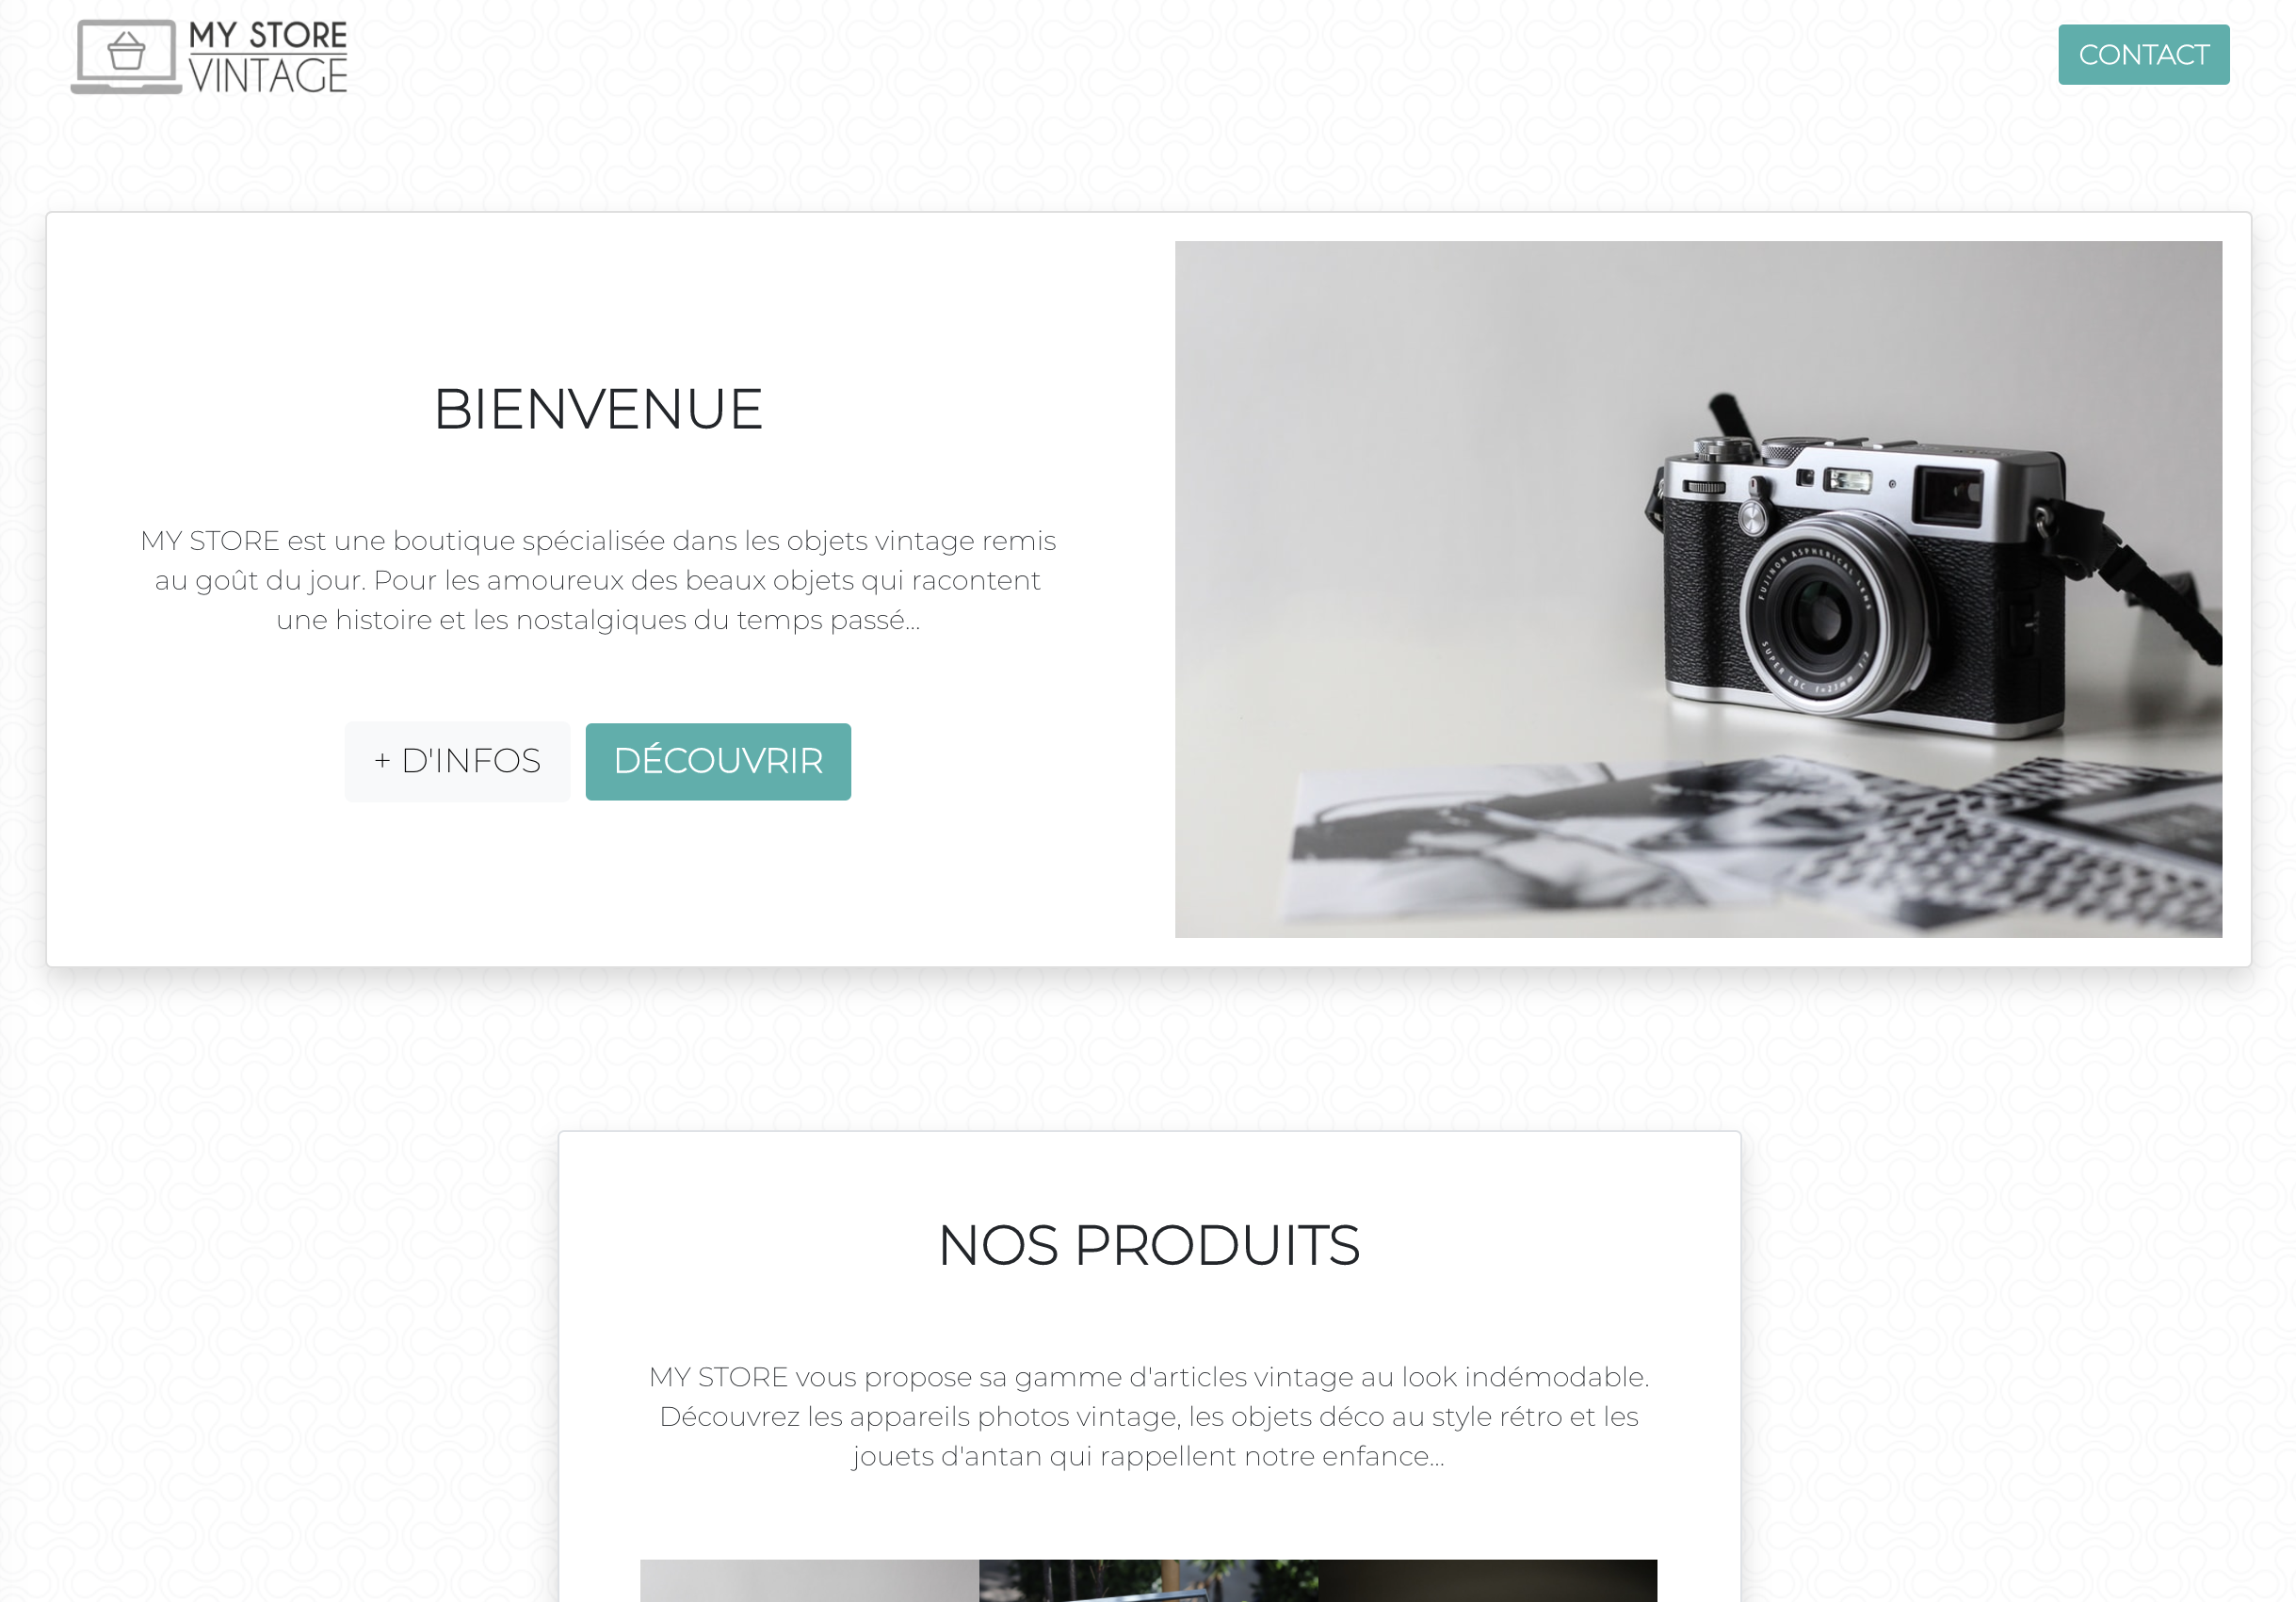 MY STORE
VINTAGE
CONTACT
BIENVENUE
MY STORE est une boutique spécialisée dans les objets vintage remis
au goût du jour. Pour les amoureux des beaux objets qui racontent
une histoire et les nostalgiques du temps passé...
+ D'INFOS
DÉCOUVRIR
FUJINON ASPHERICAL LENS
SUPER EBC f=23mm 1:2
NOS PRODUITS
MY STORE vous propose sa gamme d'articles vintage au look indémodable.
Découvrez les appareils photos vintage, les objets déco au style rétro et les
jouets d'antan qui rappellent notre enfance...